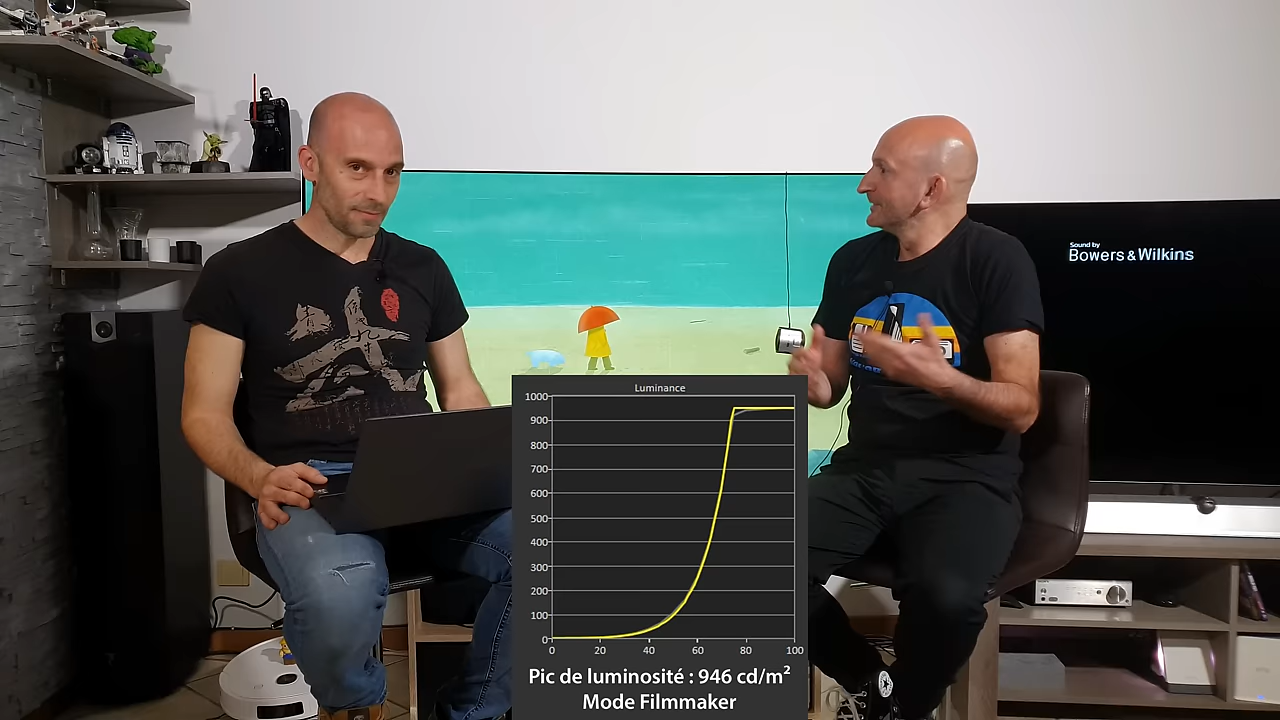 Sound by
Bowers & Wilkins
Luminance
1000
900
800
700
600
500
400
300
200
100
0
0 20 40 60 80 100
Pic de luminosité : 946 cd/m²
Mode Filmmaker